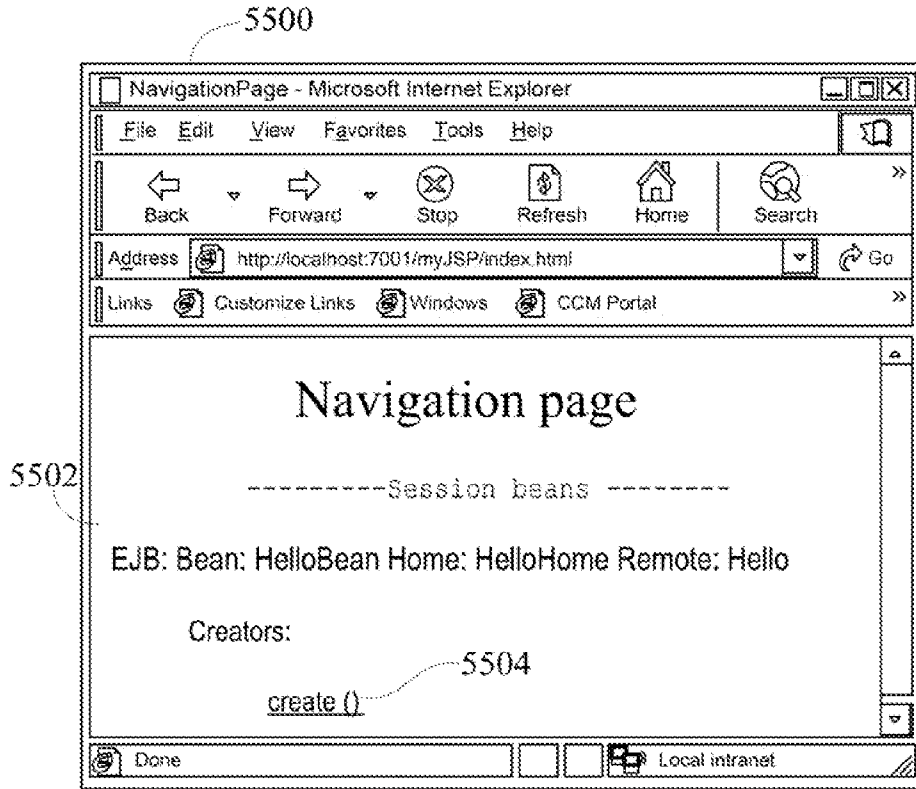 5500
NavigationPage - Microsoft Internet Explorer
File Edit View Favorites Tools Help
Back Forward Stop Refresh Home Search »
Address http://localhost:7001/myJSP/index.html Go
Links Customize Links Windows CCM Portal »
Navigation page
5502
---------Session beans --------
EJB: Bean: HelloBean Home: HelloHome Remote: Hello
Creators:
5504
create ()
Done Local intranet